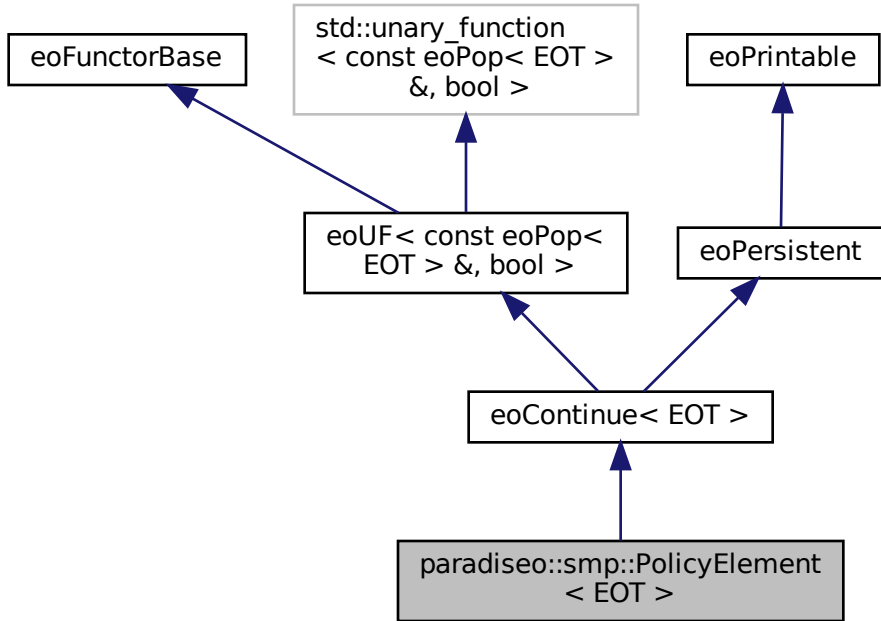 std::unary_function
< const eoPop< EOT >
&, bool >
eoFunctorBase
eoPrintable
eoUF< const eoPop<
EOT > &, bool >
eoPersistent
eoContinue< EOT >
paradiseo::smp::PolicyElement
< EOT >